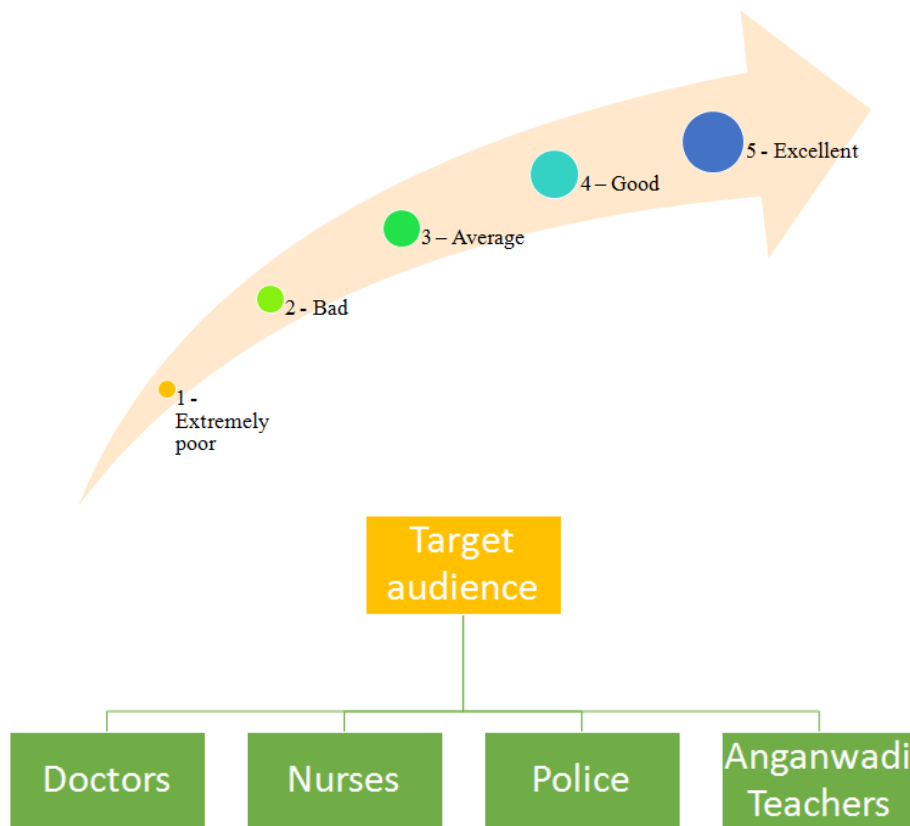 5 - Excellent
4 – Good
3 – Average
2 - Bad
1 -
Extremely
poor
Target
audience
Doctors
Nurses
Police
Anganwadi
Teachers